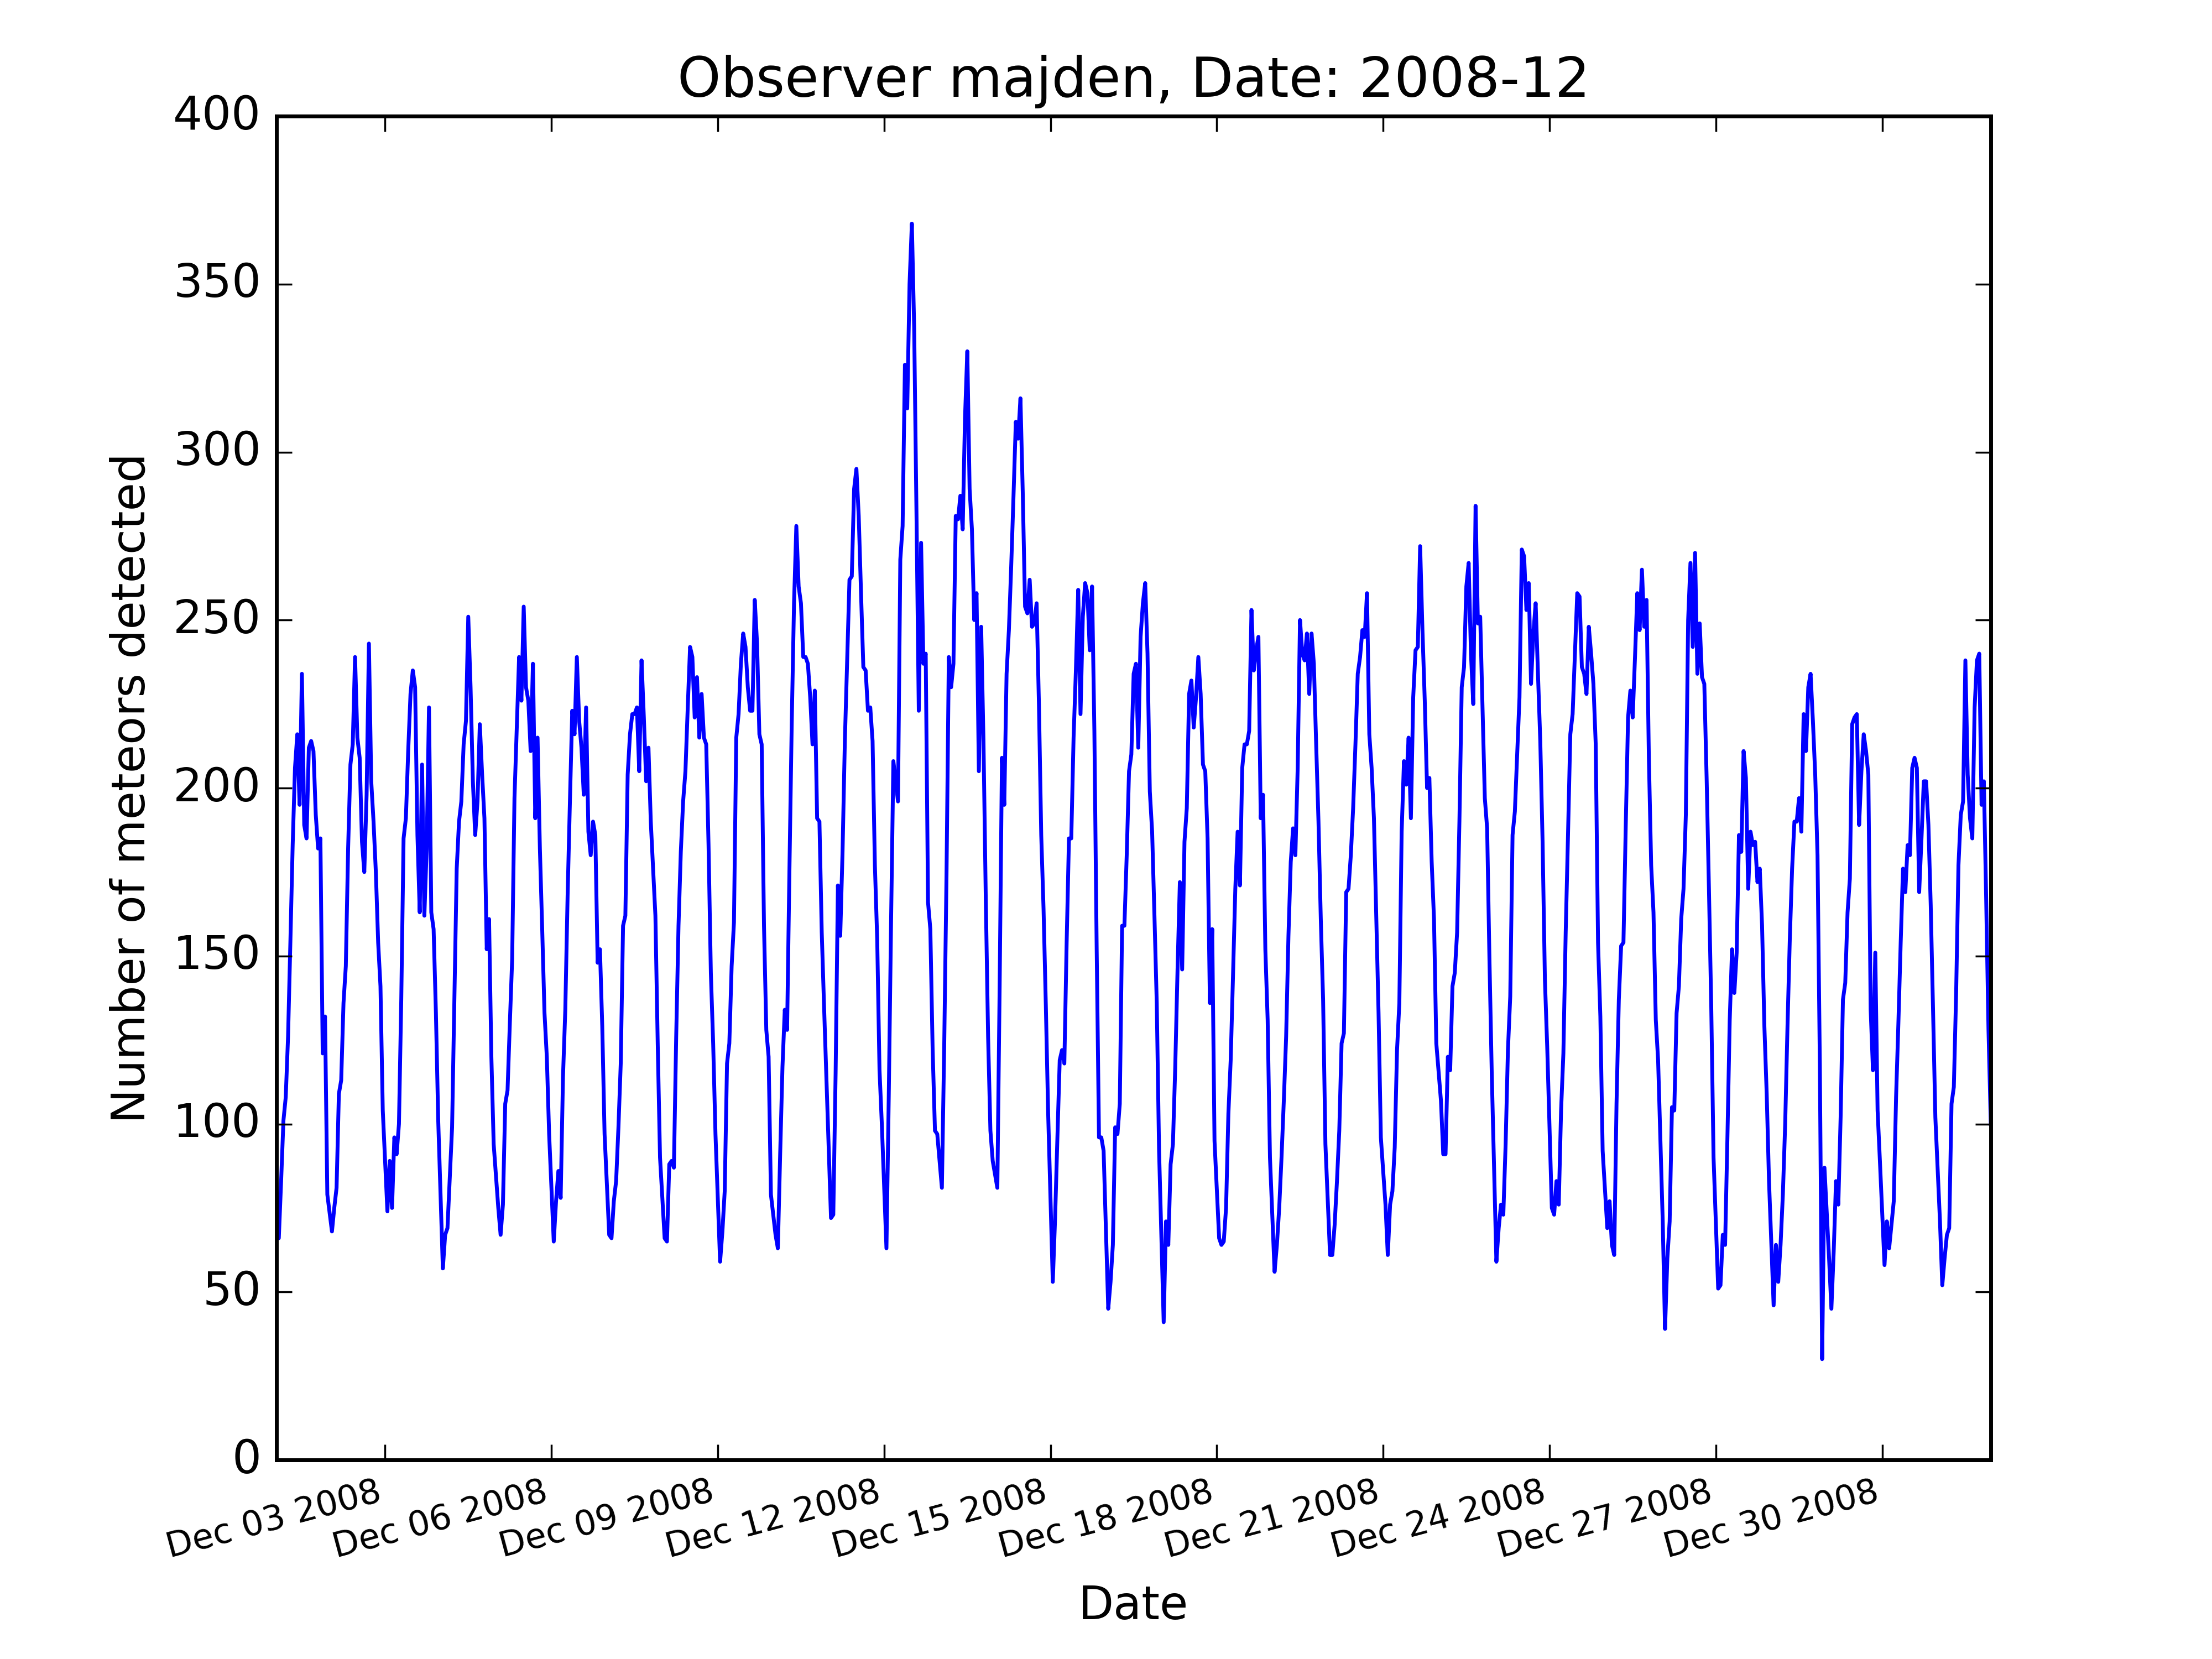 Observer majden, Date: 2008-12
400
350
300
250
200
150
100
50
0
Number of meteors detected
Dec 03 2008
Dec 06 2008
Dec 09 2008
Dec 12 2008
Dec 15 2008
Dec 18 2008
Dec 21 2008
Dec 24 2008
Dec 27 2008
Dec 30 2008
Date